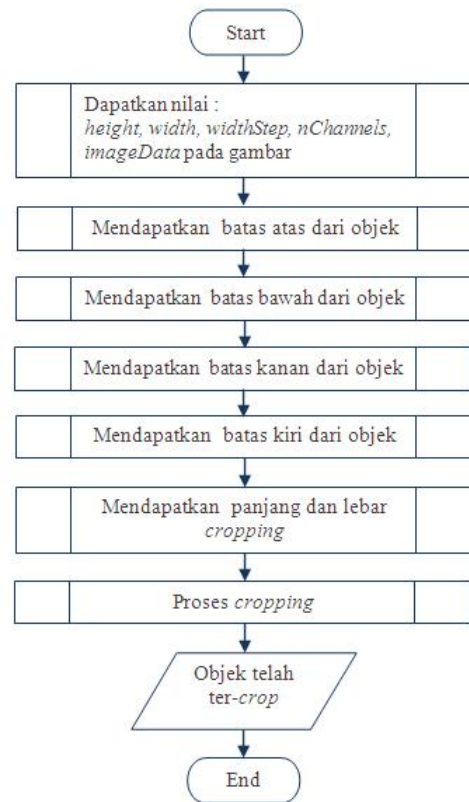 Start
Dapatkan nilai :
height, width, widthStep, nChannels,
imageData pada gambar
Mendapatkan batas atas dari objek
Mendapatkan batas bawah dari objek
Mendapatkan batas kanan dari objek
Mendapatkan batas kiri dari objek
Mendapatkan panjang dan lebar
cropping
Proses cropping
Objek telah
ter-crop
End